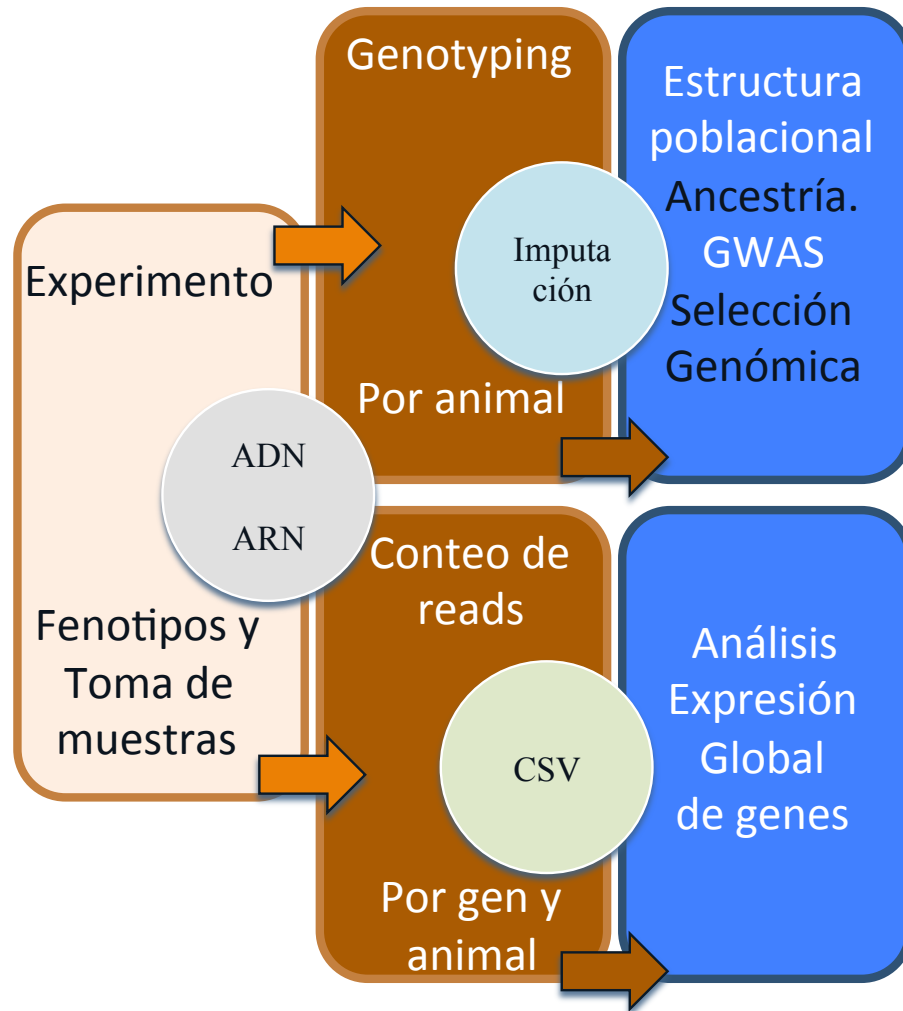 Experimento
Fenotipos y
Toma de
muestras
ADN
ARN
Genotyping
Imputa
ción
Por animal
Estructura
poblacional
Ancestría.
GWAS
Selección
Genómica
Conteo de
reads
CSV
Por gen y
animal
Análisis
Expresión
Global
de genes